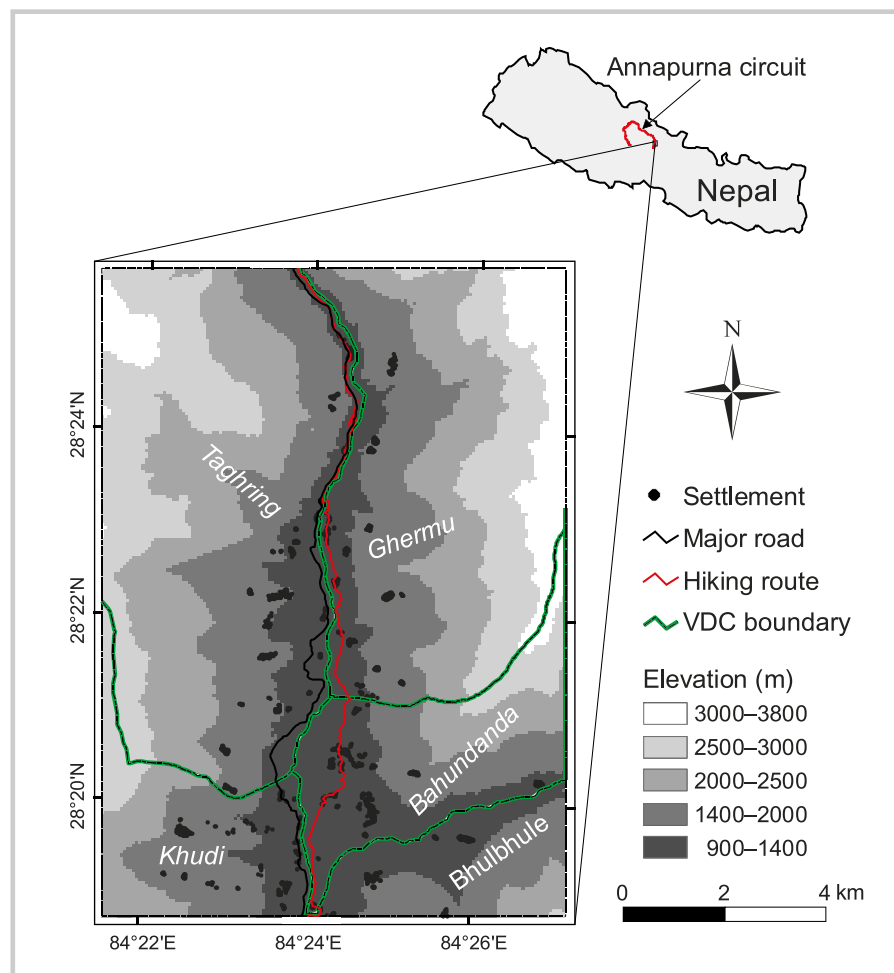 Annapurna circuit
Nepal
N
28°24'N
28°22'N
28°20'N
Taghring
Ghermu
Bahundanda
Bhulbhule
Khudi
84°22'E
84°24'E
84°26'E
Settlement
Major road
Hiking route
VDC boundary
Elevation (m)
3000–3800
2500–3000
2000–2500
1400–2000
900–1400
0 2 4 km